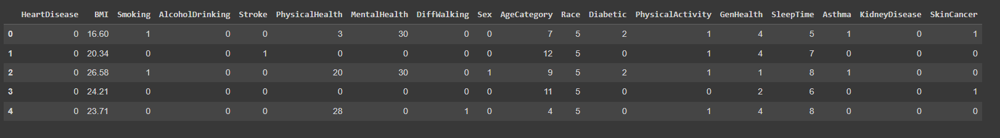 HeartDisease BMI Smoking AlcoholDrinking Stroke PhysicalHealth MentalHealth DiffWalking Sex AgeCategory Race Diabetic PhysicalActivity GenHealth SleepTime Asthma KidneyDisease SkinCancer
0 0 16.60 1 0 0 3 30 0 0 7 5 2 1 4 5 1 0 1
1 0 20.34 0 0 1 0 0 0 0 12 5 0 1 4 7 0 0 0
2 0 26.58 1 0 0 20 30 0 1 9 5 2 1 1 8 1 0 0
3 0 24.21 0 0 0 0 0 0 0 11 5 0 0 2 6 0 0 1
4 0 23.71 0 0 0 28 0 1 0 4 5 0 1 4 8 0 0 0